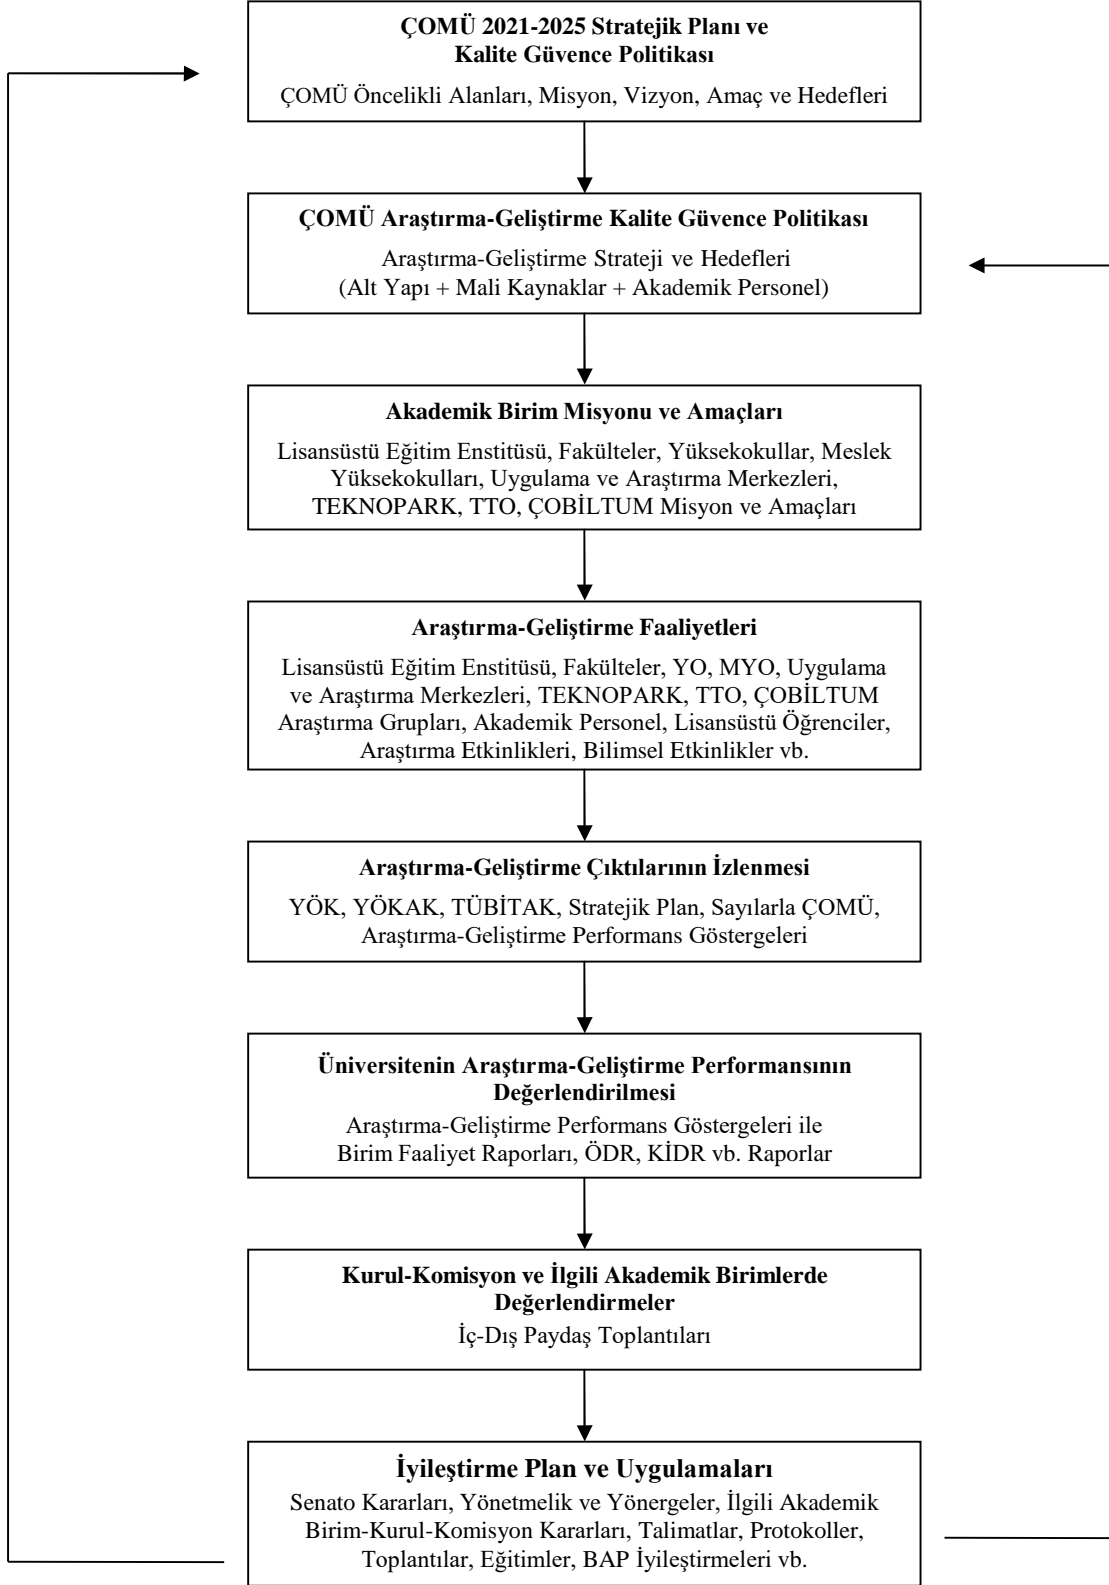 ÇOMÜ 2021-2025 Stratejik Planı ve
Kalite Güvence Politikası
ÇOMÜ Öncelikli Alanları, Misyon, Vizyon, Amaç ve Hedefleri
ÇOMÜ Araştırma-Geliştirme Kalite Güvence Politikası
Araştırma-Geliştirme Strateji ve Hedefleri
(Alt Yapı + Mali Kaynaklar + Akademik Personel)
Akademik Birim Misyonu ve Amaçları
Lisansüstü Eğitim Enstitüsü, Fakülteler, Yüksekokullar, Meslek
Yüksekokulları, Uygulama ve Araştırma Merkezleri,
TEKNOPARK, TTO, ÇOBİLTUM Misyon ve Amaçları
Araştırma-Geliştirme Faaliyetleri
Lisansüstü Eğitim Enstitüsü, Fakülteler, YO, MYO, Uygulama
ve Araştırma Merkezleri, TEKNOPARK, TTO, ÇOBİLTUM
Araştırma Grupları, Akademik Personel, Lisansüstü Öğrenciler,
Araştırma Etkinlikleri, Bilimsel Etkinlikler vb.
Araştırma-Geliştirme Çıktılarının İzlenmesi
YÖK, YÖKAK, TÜBİTAK, Stratejik Plan, Sayılarla ÇOMÜ,
Araştırma-Geliştirme Performans Göstergeleri
Üniversitenin Araştırma-Geliştirme Performansının
Değerlendirilmesi
Araştırma-Geliştirme Performans Göstergeleri ile
Birim Faaliyet Raporları, ÖDR, KİDR vb. Raporlar
Kurul-Komisyon ve İlgili Akademik Birimlerde
Değerlendirmeler
İç-Dış Paydaş Toplantıları
İyileştirme Plan ve Uygulamaları
Senato Kararları, Yönetmelik ve Yönergeler, İlgili Akademik
Birim-Kurul-Komisyon Kararları, Talimatlar, Protokoller,
Toplantılar, Eğitimler, BAP İyileştirmeleri vb.